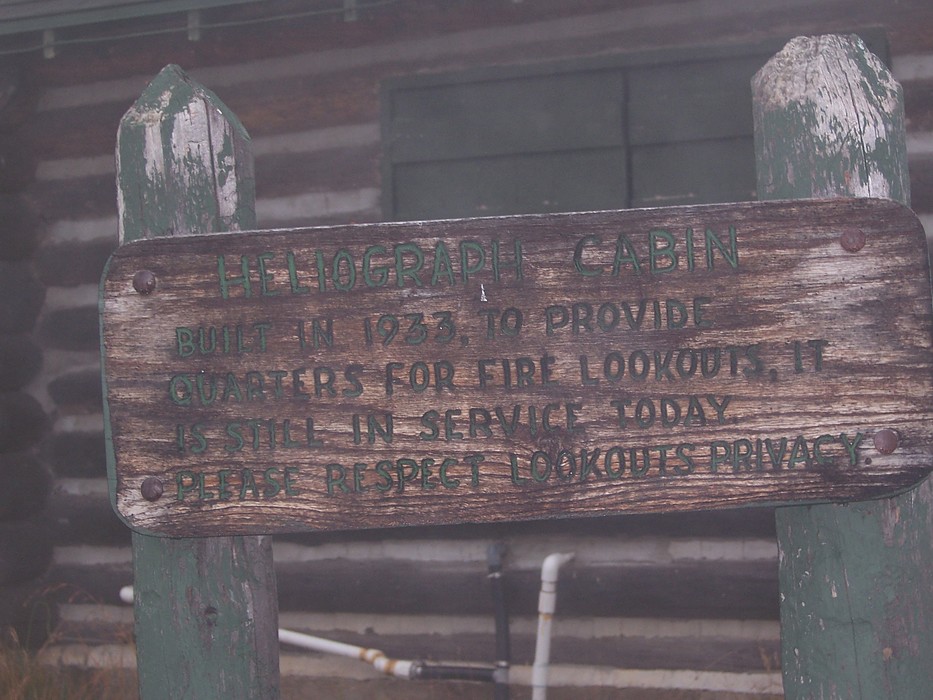 HELIOGRAPH CABIN
BUILT IN 1933, TO PROVIDE
QUARTERS FOR FIRE LOOKOUTS, IT
IS STILL IN SERVICE TODAY
PLEASE RESPECT LOOKOUTS PRIVACY.